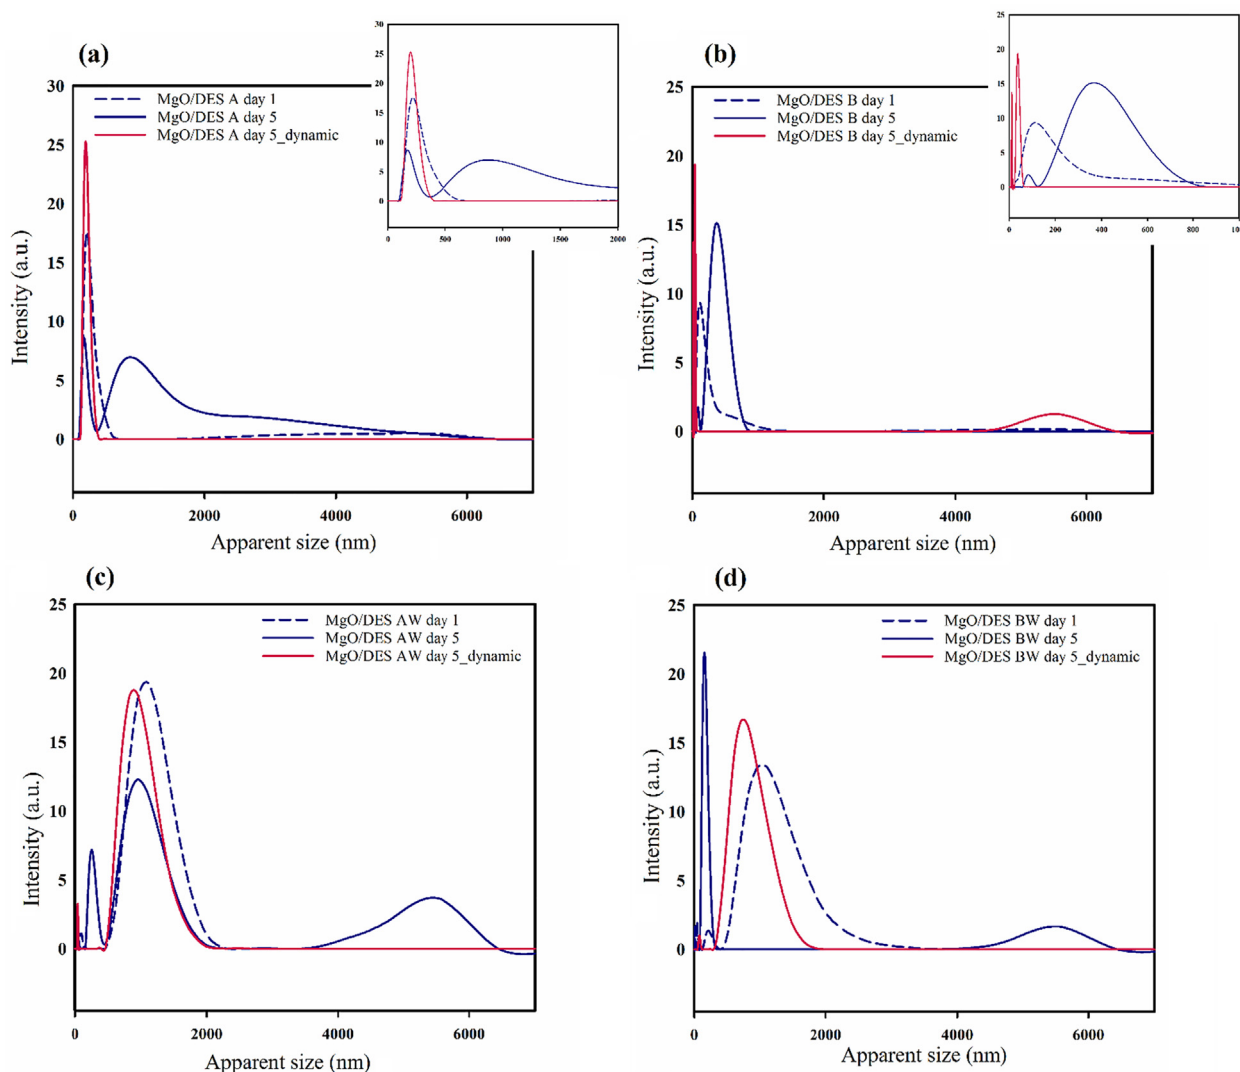 (a)
30
25
20
15
10
5
0
Intensity (a.u.)
MgO/DES A day 1
MgO/DES A day 5
MgO/DES A day 5_dynamic
0
2000
4000
6000
Apparent size (nm)
30
25
20
15
10
5
0
0
500
1000
1500
2000
(b)
25
20
15
10
5
0
Intensity (a.u.)
MgO/DES B day 1
MgO/DES B day 5
MgO/DES B day 5_dynamic
0
2000
4000
6000
Apparent size (nm)
25
20
15
10
5
0
0
200
400
600
800
(c)
25
20
15
10
5
0
Intensity (a.u.)
MgO/DES AW day 1
MgO/DES AW day 5
MgO/DES AW day 5_dynamic
0
2000
4000
6000
Apparent size (nm)
(d)
25
20
15
10
5
0
Intensity (a.u.)
MgO/DES BW day 1
MgO/DES BW day 5
MgO/DES BW day 5_dynamic
0
2000
4000
6000
Apparent size (nm)